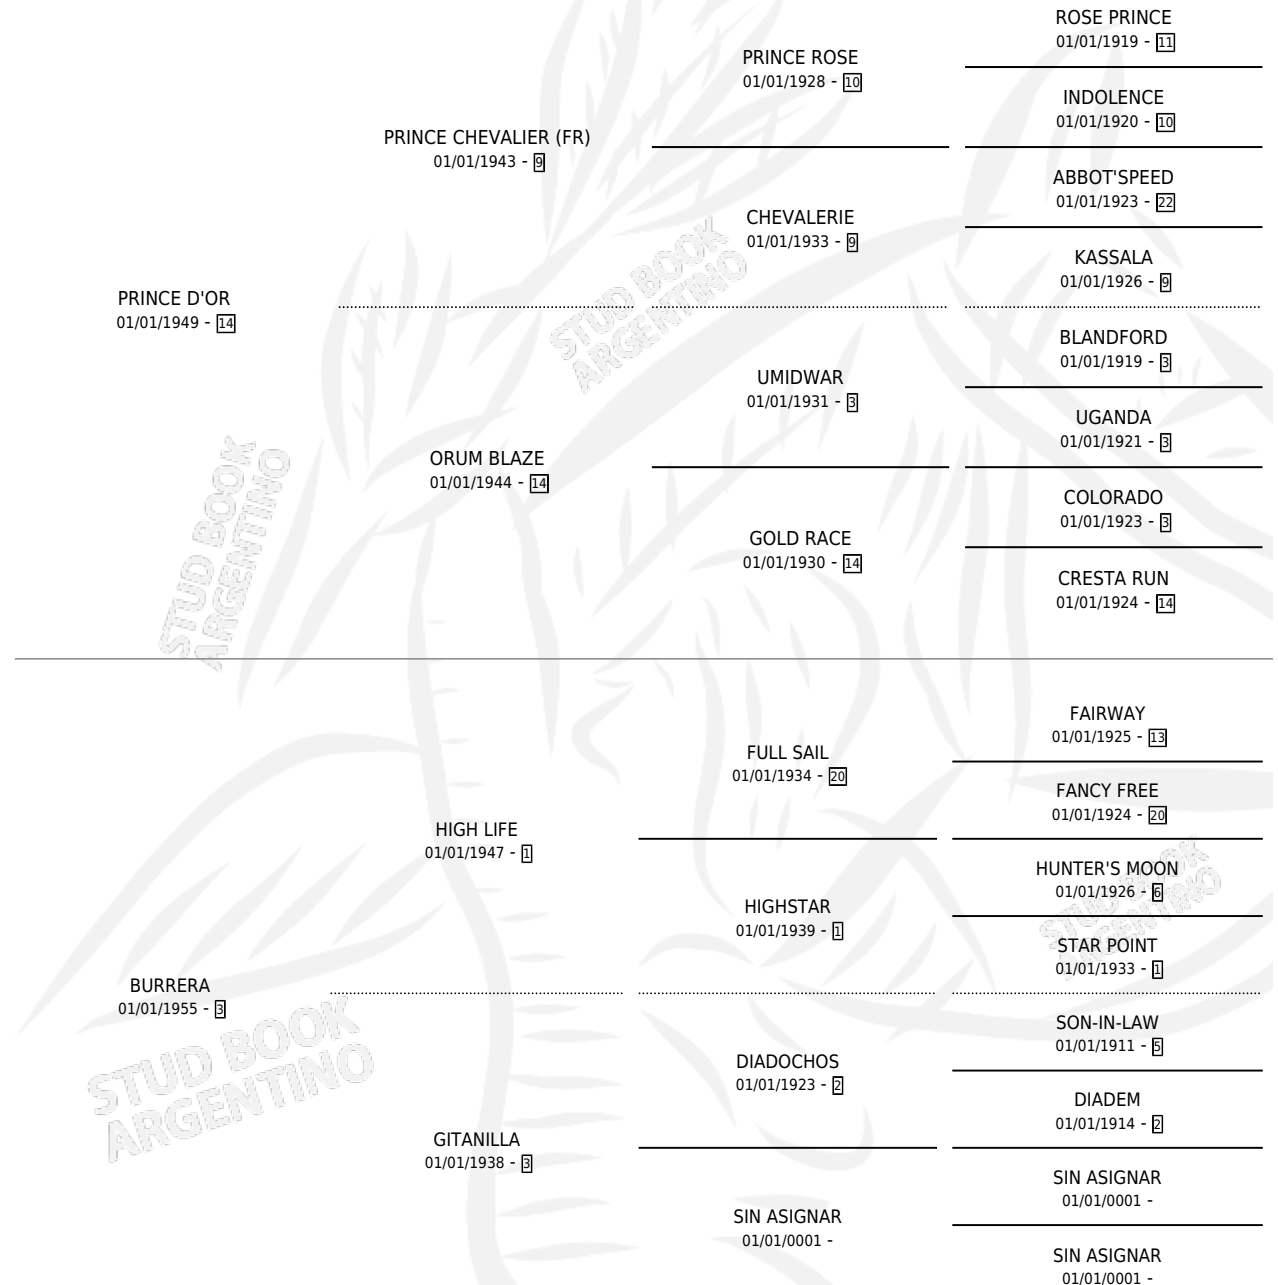 ROSE PRINCE
01/01/1919 - 11
PRINCE ROSE
01/01/1928 - 10
INDOLENCE
01/01/1920 - 10
PRINCE CHEVALIER (FR)
01/01/1943 - 9
ABBOT'SPEED
01/01/1923 - 22
CHEVALERIE
01/01/1933 - 9
KASSALA
01/01/1926 - 9
PRINCE D'OR
01/01/1949 - 14
STUD BOOK
ARGENTINO
BLANDFORD
01/01/1919 - 3
UMIDWAR
01/01/1931 - 3
UGANDA
01/01/1921 - 3
ORUM BLAZE
01/01/1944 - 14
COLORADO
01/01/1923 - 3
GOLD RACE
01/01/1930 - 14
CRESTA RUN
01/01/1924 - 14
STUD BOOK
ARGENTINO
FAIRWAY
01/01/1925 - 13
FULL SAIL
01/01/1934 - 20
FANCY FREE
01/01/1924 - 20
HIGH LIFE
01/01/1947 - 1
HUNTER'S MOON
01/01/1926 - 6
HIGHSTAR
01/01/1939 - 1
STAR POINT
01/01/1933 - 1
STUD BOOK
ARGENTINO
BURRERA
01/01/1955 - 3
STUD BOOK
ARGENTINO
SON-IN-LAW
01/01/1911 - 5
DIADOCHOS
01/01/1923 - 2
DIADEM
01/01/1914 - 2
GITANILLA
01/01/1938 - 3
SIN ASIGNAR
01/01/0001 -
SIN ASIGNAR
01/01/0001 -
SIN ASIGNAR
01/01/0001 -